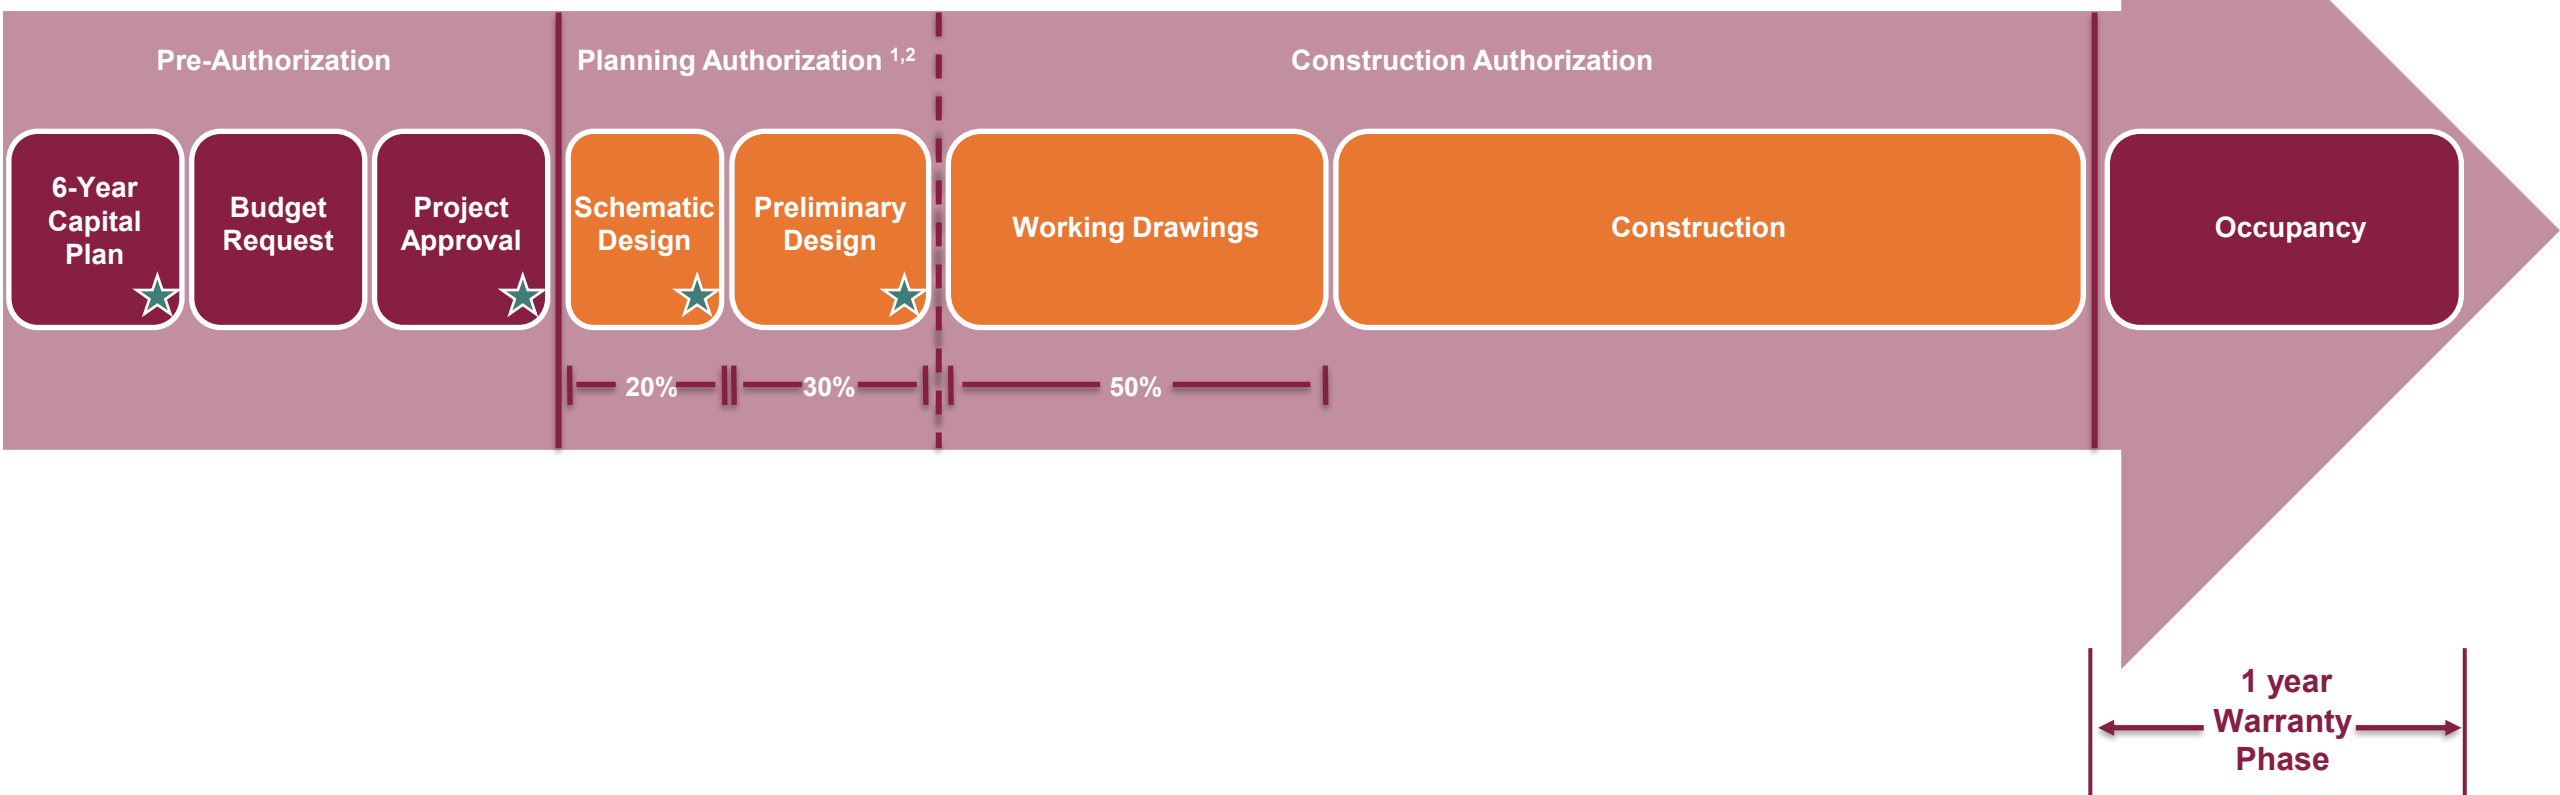 Pre-Authorization
Planning Authorization 1,2
Construction Authorization
6-Year
Capital
Plan
Budget
Request
Project
Approval
Schematic
Design
Preliminary
Design
Working Drawings
Construction
Occupancy
20%
30%
50%
1 year
Warranty
Phase